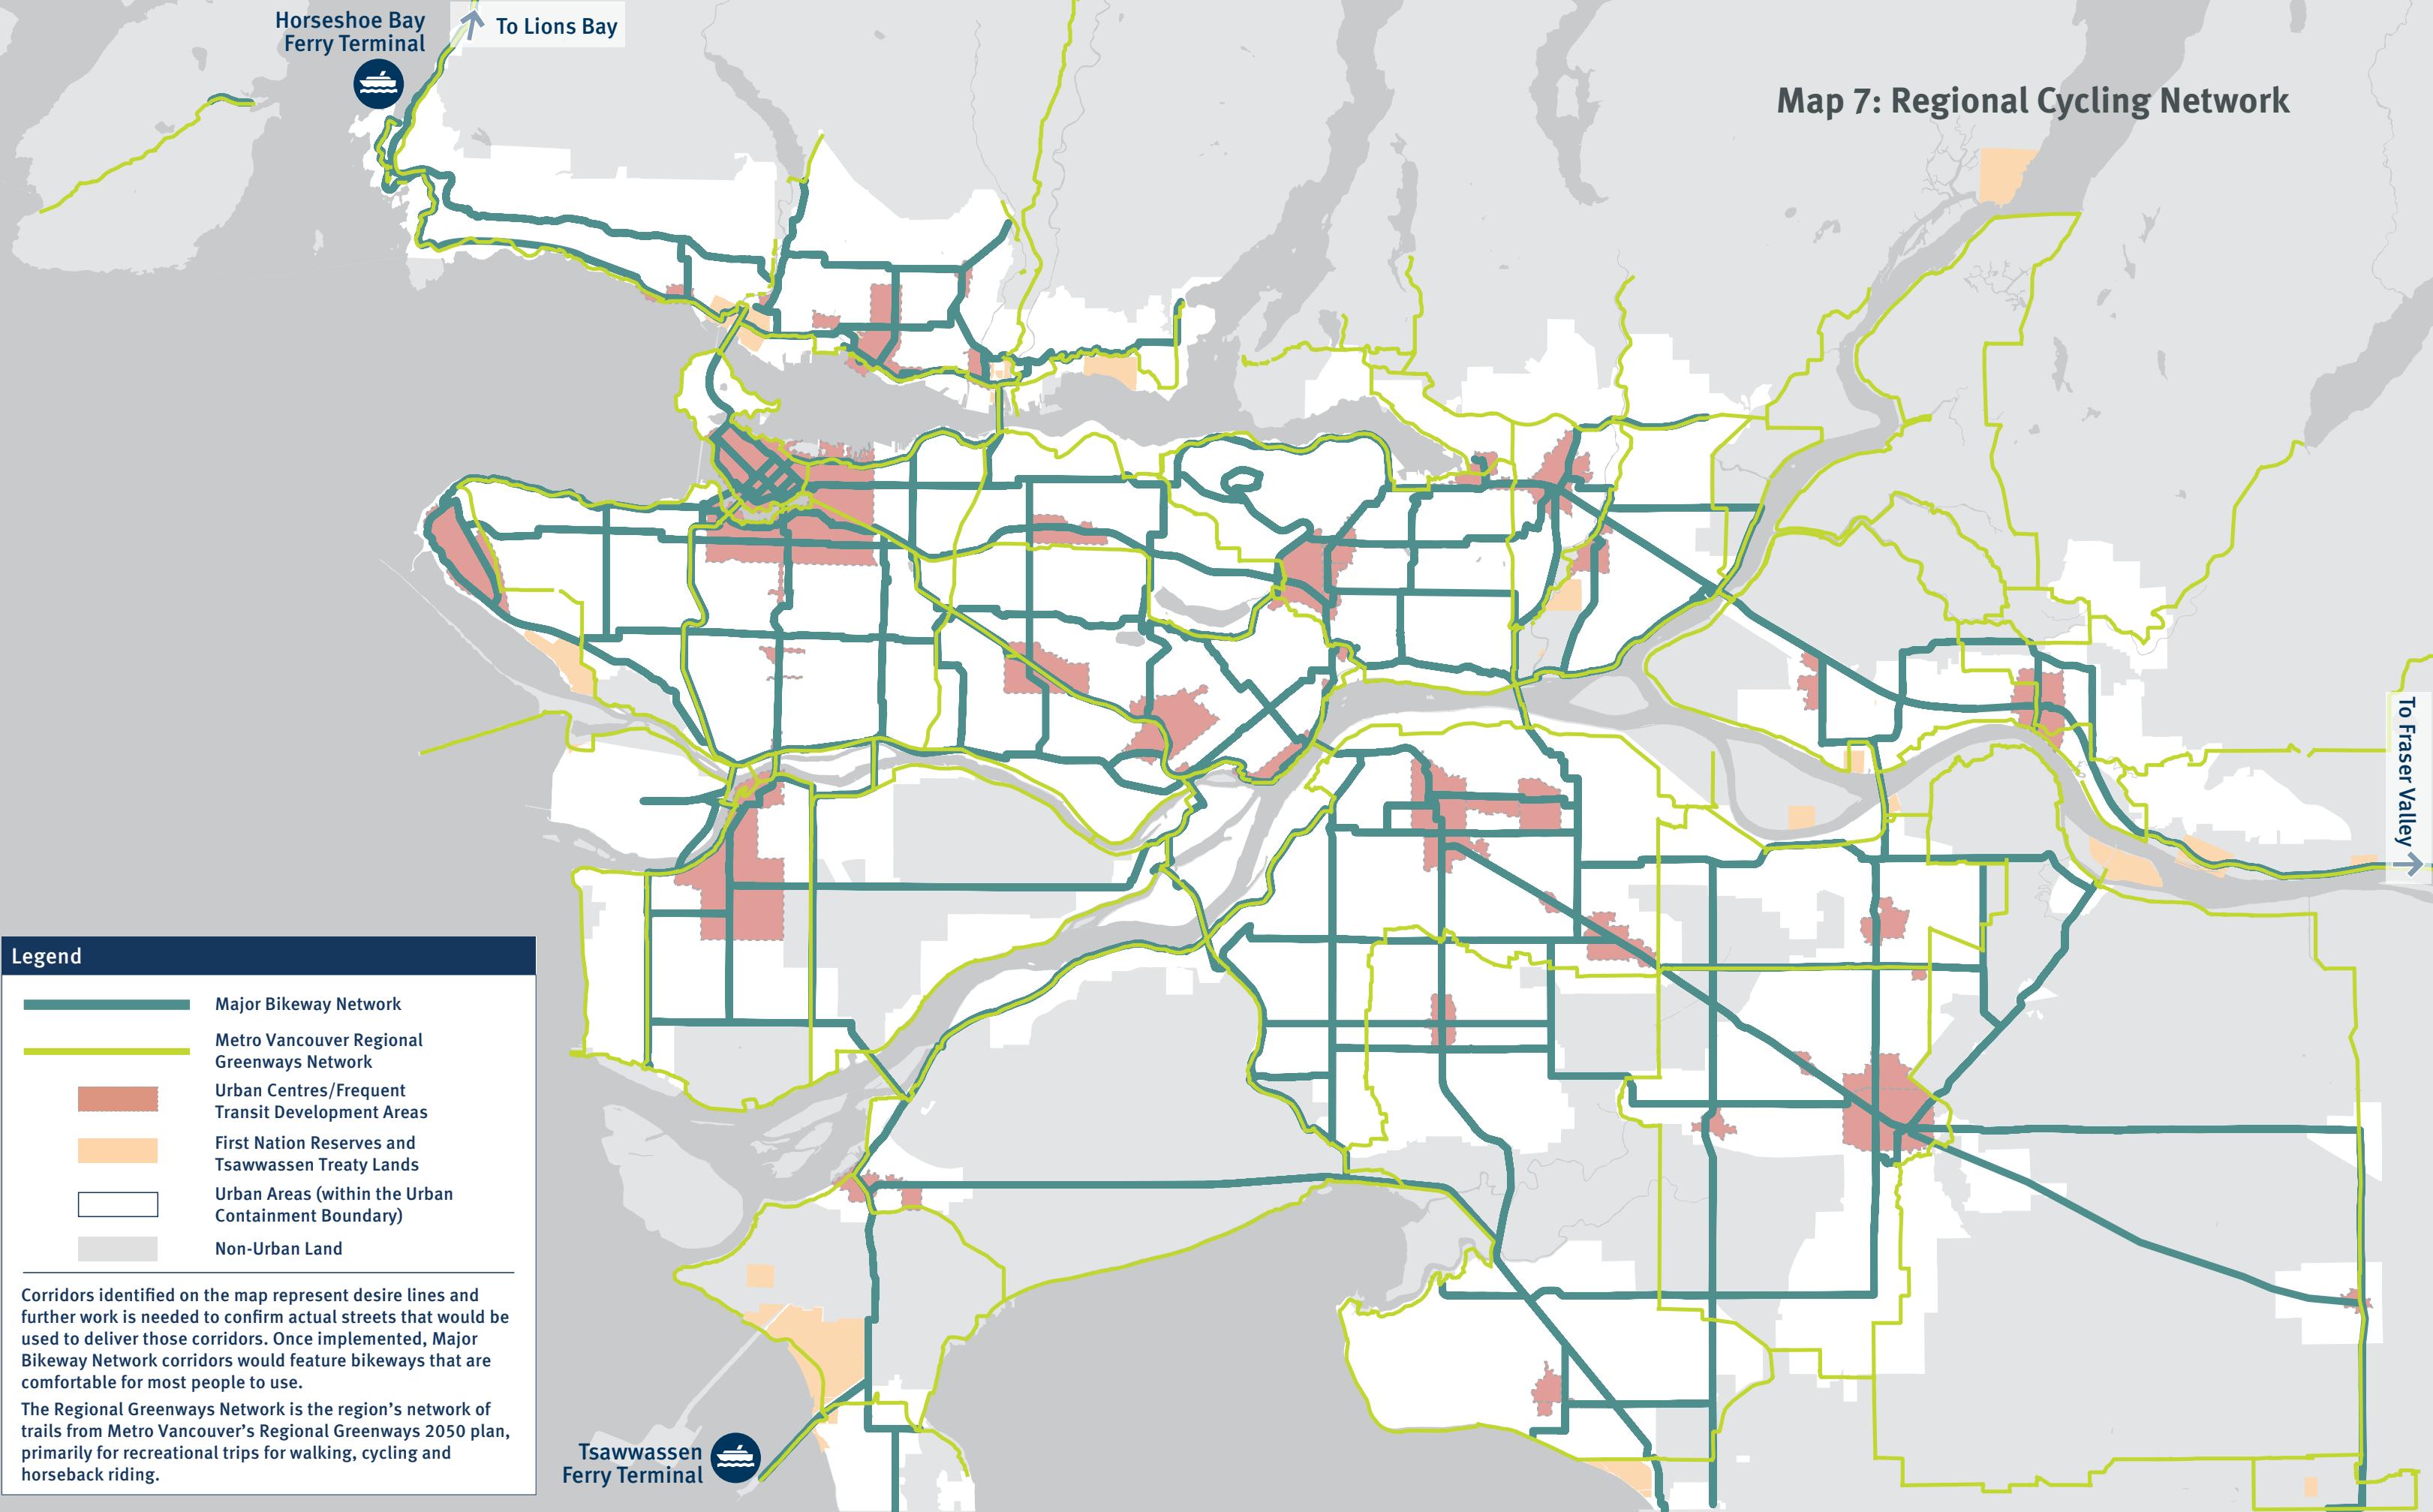 Horseshoe Bay
Ferry Terminal
To Lions Bay
Map 7: Regional Cycling Network
To Fraser Valley
Legend
Major Bikeway Network
Metro Vancouver Regional
Greenways Network
Urban Centres/Frequent
Transit Development Areas
First Nation Reserves and
Tsawwassen Treaty Lands
Urban Areas (within the Urban
Containment Boundary)
Non-Urban Land
Corridors identified on the map represent desire lines and
further work is needed to confirm actual streets that would be
used to deliver those corridors. Once implemented, Major
Bikeway Network corridors would feature bikeways that are
comfortable for most people to use.
The Regional Greenways Network is the region's network of
trails from Metro Vancouver's Regional Greenways 2050 plan,
primarily for recreational trips for walking, cycling and
horseback riding.
Tsawwassen
Ferry Terminal